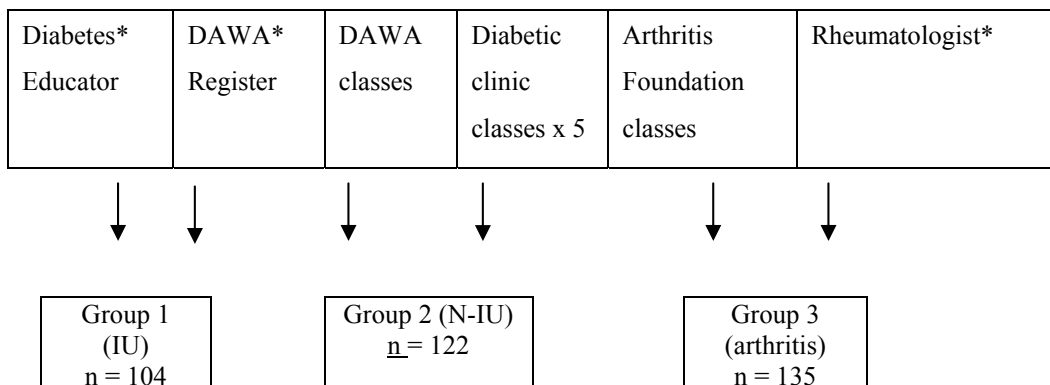 Diabetes*
Educator
DAWA*
Register
DAWA
classes
Diabetic
clinic
classes x 5
Arthritis
Foundation
classes
Rheumatologist*
Group 1
(IU)
n = 104
Group 2 (N-IU)
n = 122
Group 3
(arthritis)
n = 135